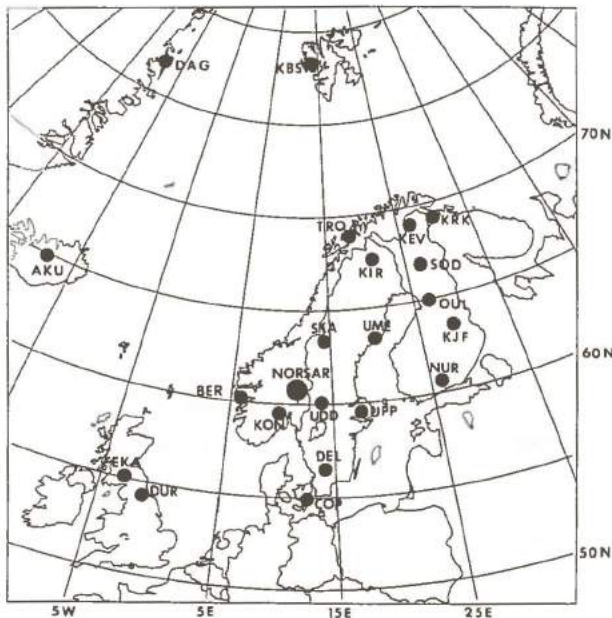 DAG
KBS
70N
TRO
KEV
KRK
AKU
KIR
SOD
OUL
SKA
UME
KJF
60N
NORSAR
NUR
BER
KON
UDD
UPP
DEL
EKA
DUR
COP
50N
5W
5E
15E
25E